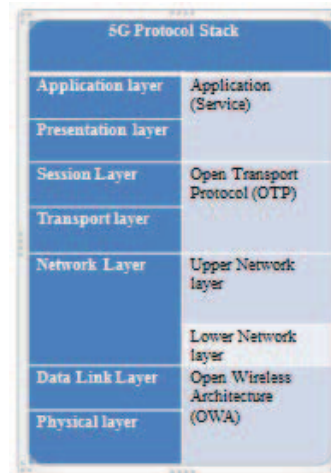 5G Protocol Stack
Application layer
Application
(Service)
Presentation layer
Session Layer
Open Transport
Protocol (OTP)
Transport layer
Network Layer
Upper Network
layer
Lower Network
layer
Data Link Layer
Open Wireless
Architecture
(OWA)
Physical layer